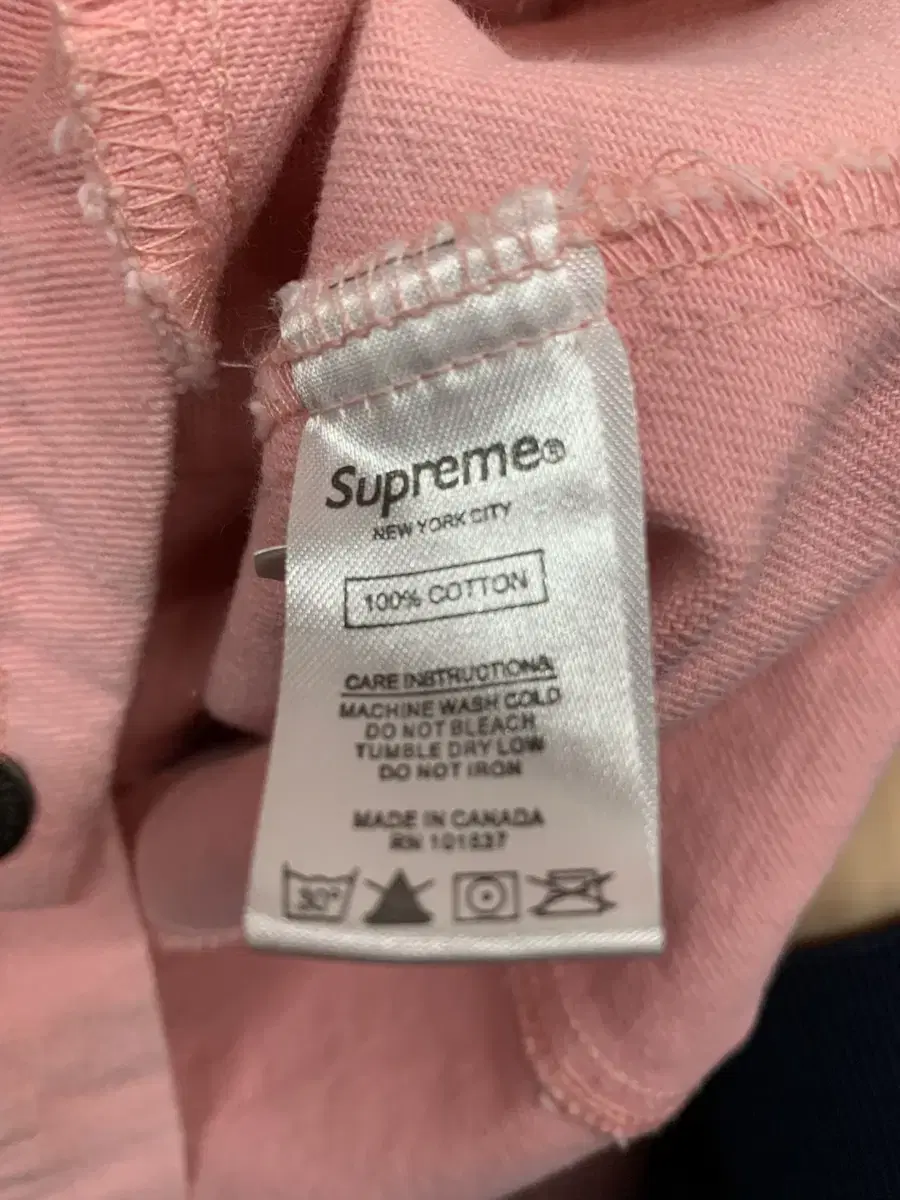 Supreme®
NEW YORK CITY
100% COTTON
CARE INSTRUCTIONS
MACHINE WASH COLD
DO NOT BLEACH
TUMBLE DRY LOW
DO NOT IRON
MADE IN CANADA
RN 101837
30°